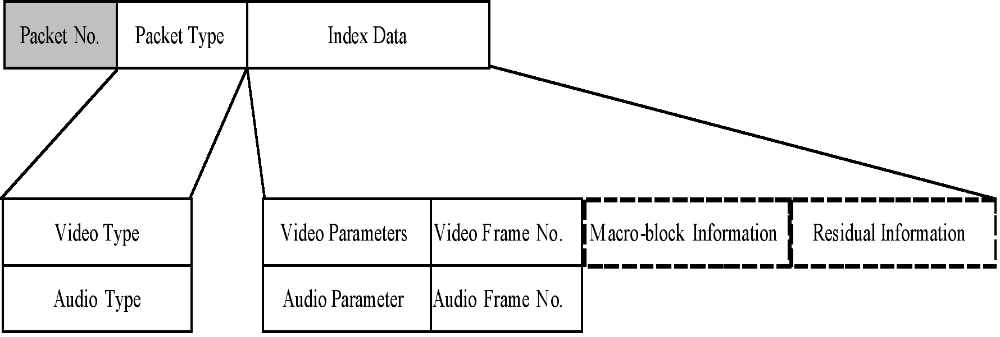 Packet No. Packet Type Index Data
Video Type Video Parameters Video Frame No. Macro-block Information Residual Information
Audio Type Audio Parameter Audio Frame No.